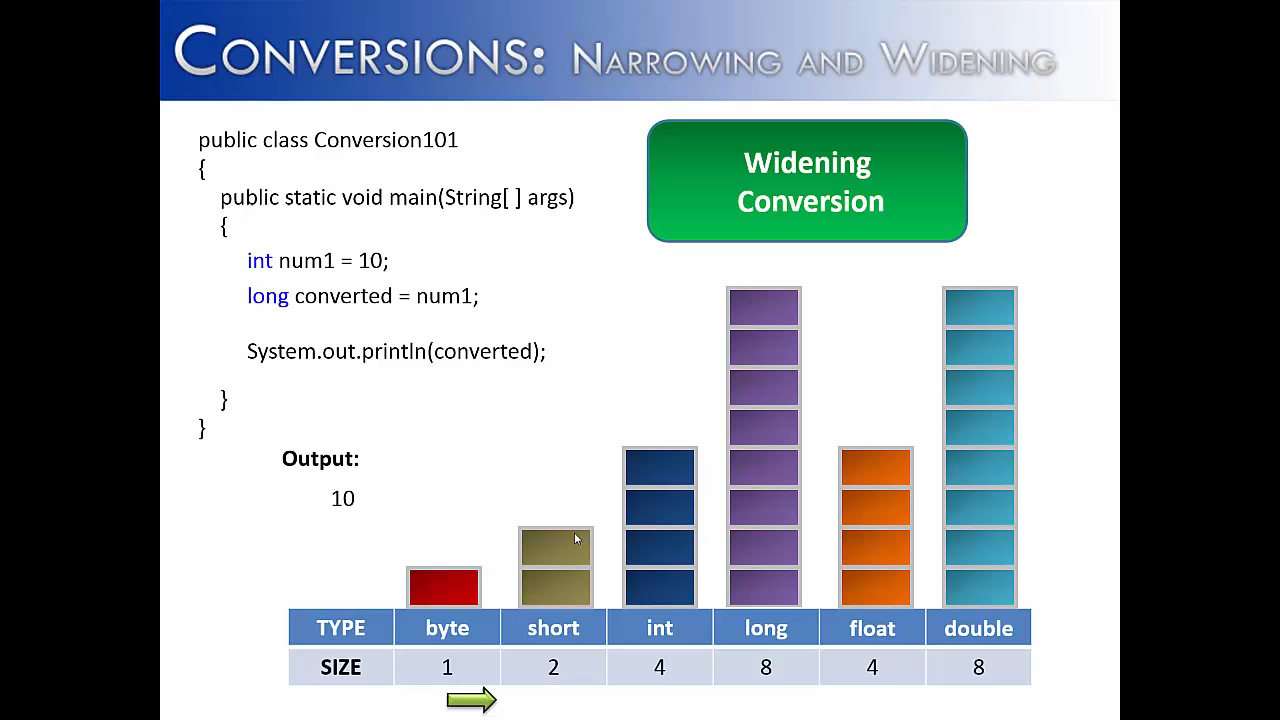 CONVERSIONS: NARROWING AND WIDENING
public class Conversion101
{
public static void main(String[ ] args)
{
int num1 = 10;
long converted = num1;
System.out.println(converted);
}
}
Output:
10
Widening
Conversion
TYPE byte short int long float double
SIZE 1 2 4 8 4 8